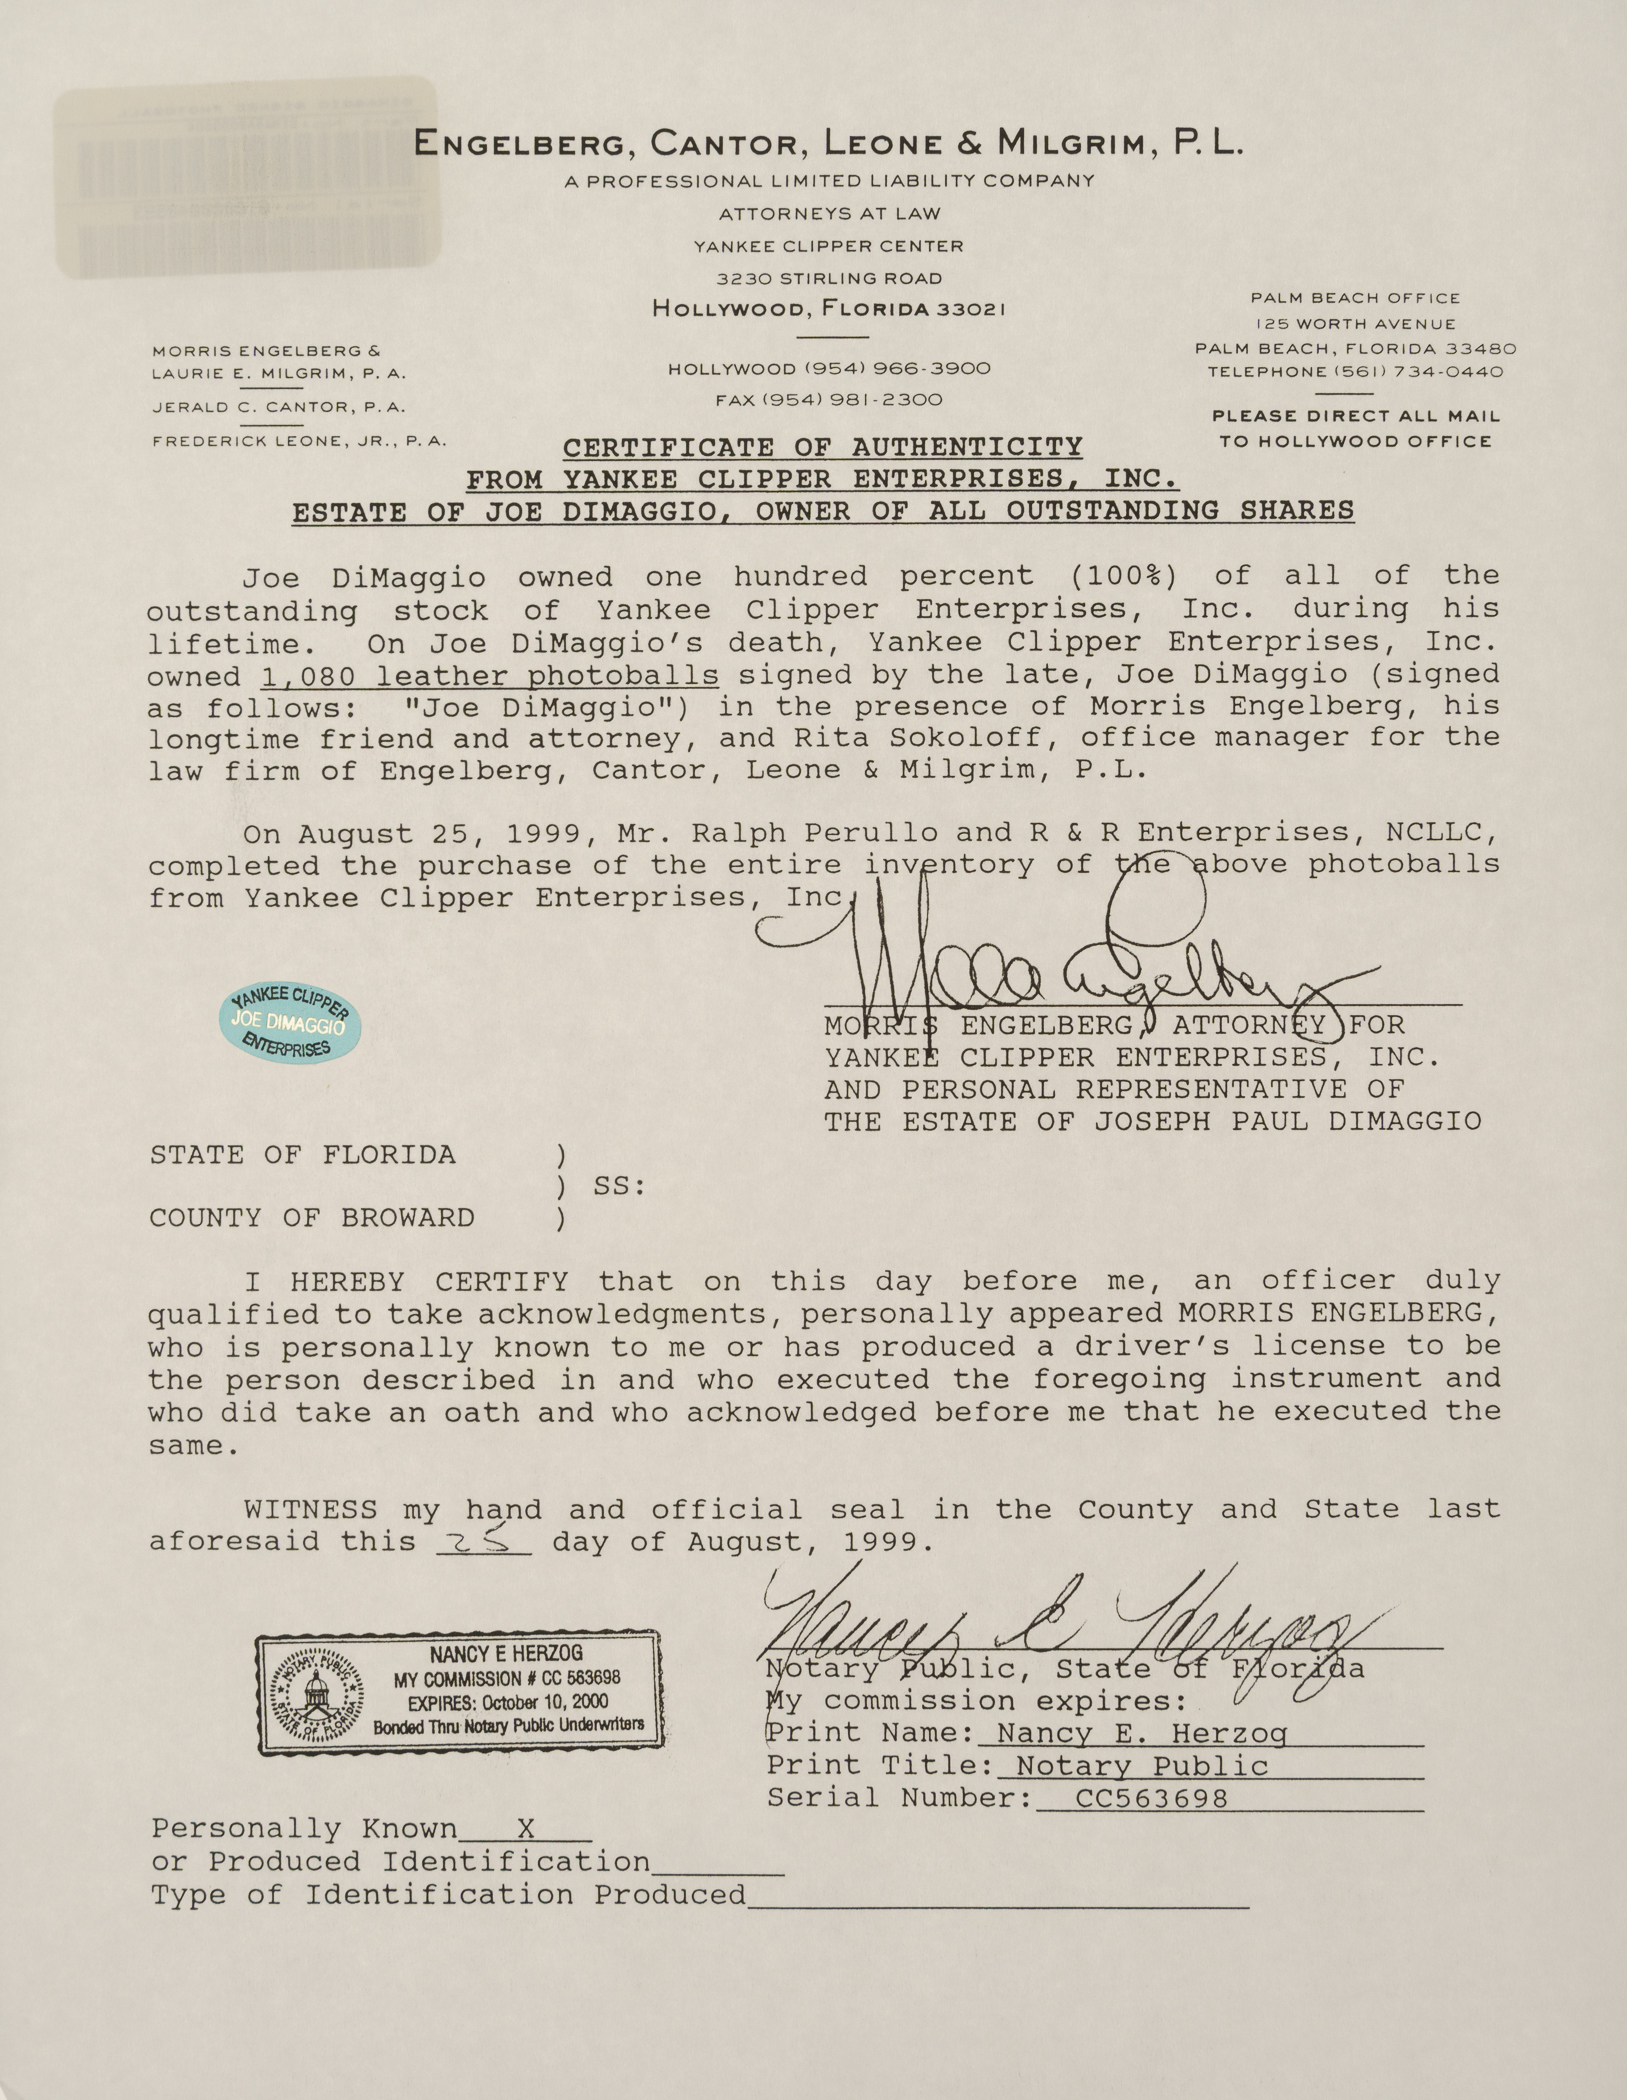 ENGELBERG, CANTOR, LEONE & MILGRIM, P. L.
A PROFESSIONAL LIMITED LIABILITY COMPANY
ATTORNEYS AT LAW
YANKEE CLIPPER CENTER
3230 STIRLING ROAD
HOLLYWOOD, FLORIDA 33021
HOLLYWOOD (954) 966-3900
FAX (954) 981-2300
MORRIS ENGELBERG &
LAURIE E. MILGRIM, P. A.
JERALD C. CANTOR, P. A.
FREDERICK LEONE, JR., P. A.
PALM BEACH OFFICE
125 WORTH AVENUE
PALM BEACH, FLORIDA 33480
TELEPHONE (561) 734-0440
PLEASE DIRECT ALL MAIL
TO HOLLYWOOD OFFICE
CERTIFICATE OF AUTHENTICITY
FROM YANKEE CLIPPER ENTERPRISES, INC.
ESTATE OF JOE DIMAGGIO, OWNER OF ALL OUTSTANDING SHARES
Joe DiMaggio owned one hundred percent (100%) of all of the
outstanding stock of Yankee Clipper Enterprises, Inc. during his
lifetime. On Joe DiMaggio's death, Yankee Clipper Enterprises, Inc.
owned 1,080 leather photoballs signed by the late, Joe DiMaggio (signed
as follows: "Joe DiMaggio") in the presence of Morris Engelberg, his
longtime friend and attorney, and Rita Sokoloff, office manager for the
law firm of Engelberg, Cantor, Leone & Milgrim, P.L.
On August 25, 1999, Mr. Ralph Perullo and R & R Enterprises, NCLLC,
completed the purchase of the entire inventory of the above photoballs
from Yankee Clipper Enterprises, Inc.
YANKEE CLIPPER
JOE DIMAGGIO
ENTERPRISES
MORRIS ENGELBERG, ATTORNEY FOR
YANKEE CLIPPER ENTERPRISES, INC.
AND PERSONAL REPRESENTATIVE OF
THE ESTATE OF JOSEPH PAUL DIMAGGIO
STATE OF FLORIDA )
) SS:
COUNTY OF BROWARD )
I HEREBY CERTIFY that on this day before me, an officer duly
qualified to take acknowledgments, personally appeared MORRIS ENGELBERG,
who is personally known to me or has produced a driver's license to be
the person described in and who executed the foregoing instrument and
who did take an oath and who acknowledged before me that he executed the
same.
WITNESS my hand and official seal in the County and State last
aforesaid this 25 day of August, 1999.
Nancy E Herzog
NOTARY PUBLIC
STATE OF FLORIDA
NANCY E HERZOG
MY COMMISSION # CC 563698
EXPIRES: October 10, 2000
Bonded Thru Notary Public Underwriters
Notary Public, State of Florida
My commission expires:
Print Name: Nancy E. Herzog
Print Title: Notary Public
Serial Number: CC563698
Personally Known X
or Produced Identification
Type of Identification Produced